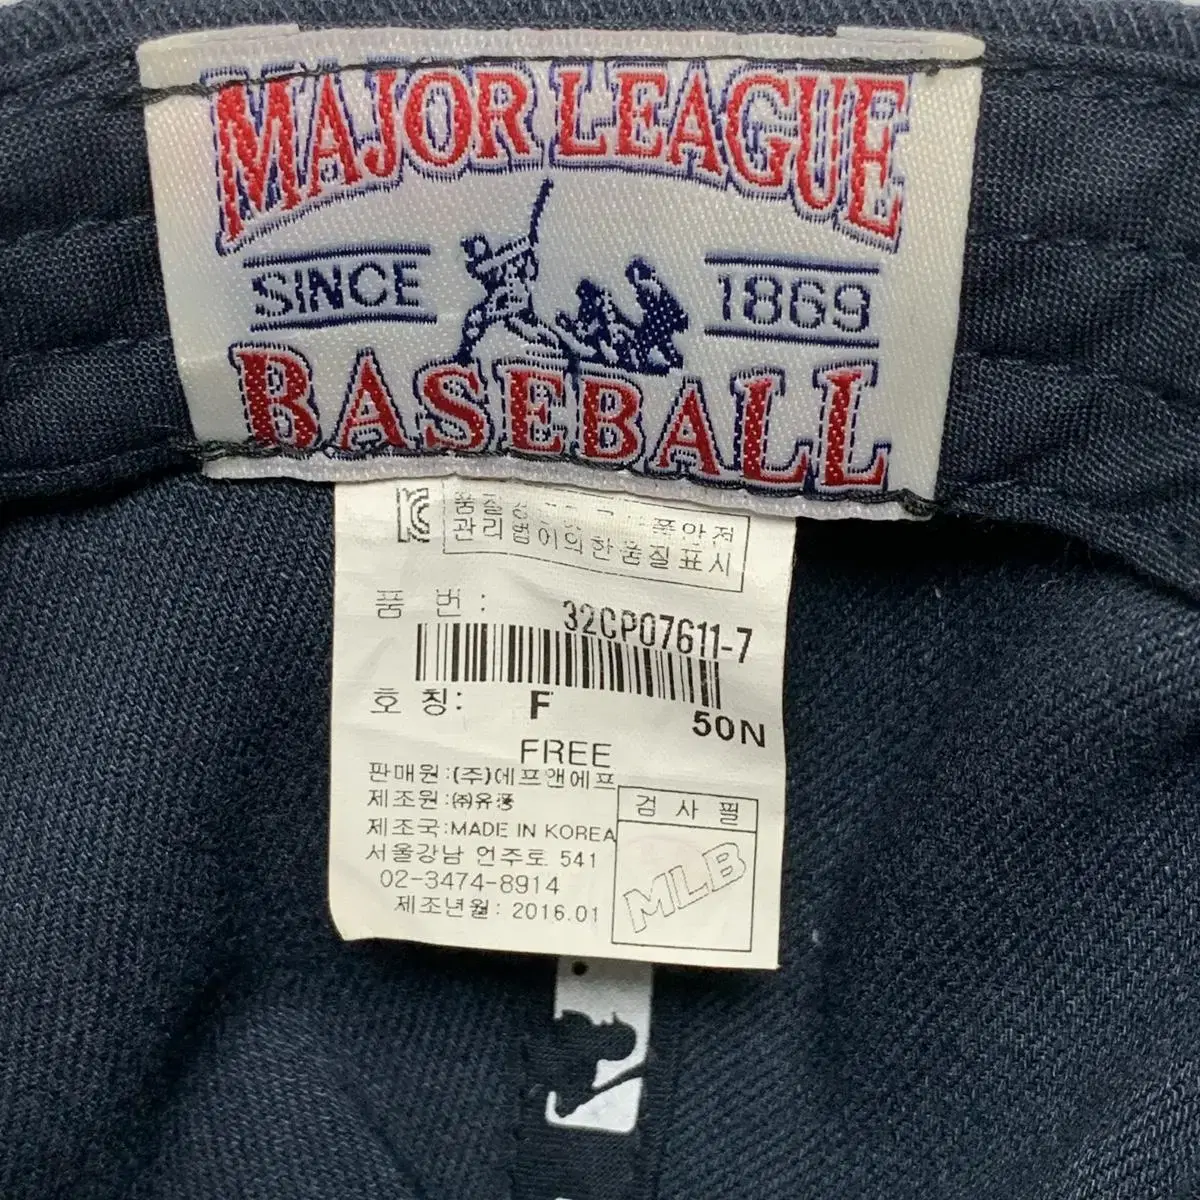 MAJOR LEAGUE
SINCE 1869
BASEBALL
관리법에의한품질표시
품 번: 32CP07611-7
호 칭: F 50N
FREE
판매원:(주)에프앤에프
제조원:㈜유풍
제조국:MADE IN KOREA
서울강남 언주로 541
02-3474-8914
제조년월: 2016.01
검 사 필
MLB